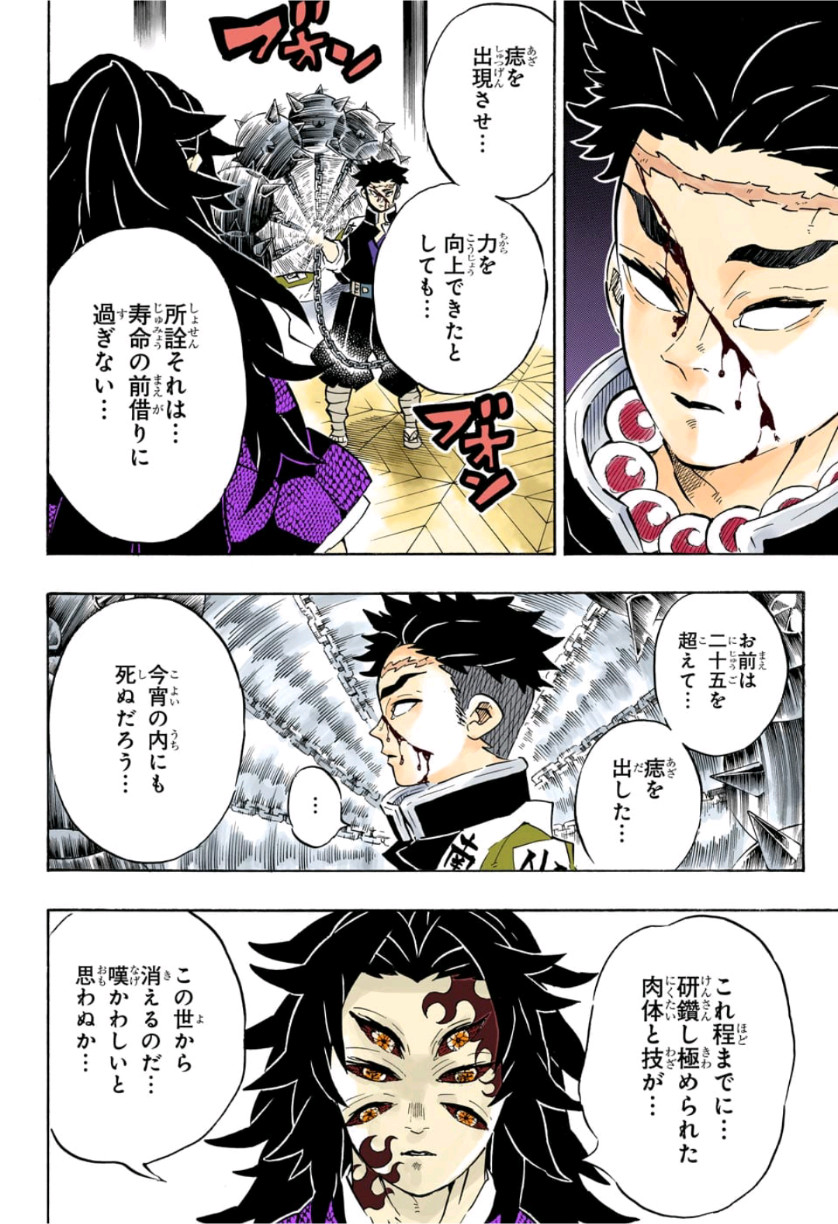 痣を
出現させ…
力を
向上できたと
しても…
所詮それは…
寿命の前借りに
過ぎない…
ブオン
ブオン
お前は
二十五を
超えて…
痣を
出した…
…
今宵の内にも
死ぬだろう…
これ程までに…
研鑽し極められた
肉体と技が…
この世から
消えるのだ…
嘆かわしいと
思わぬか…